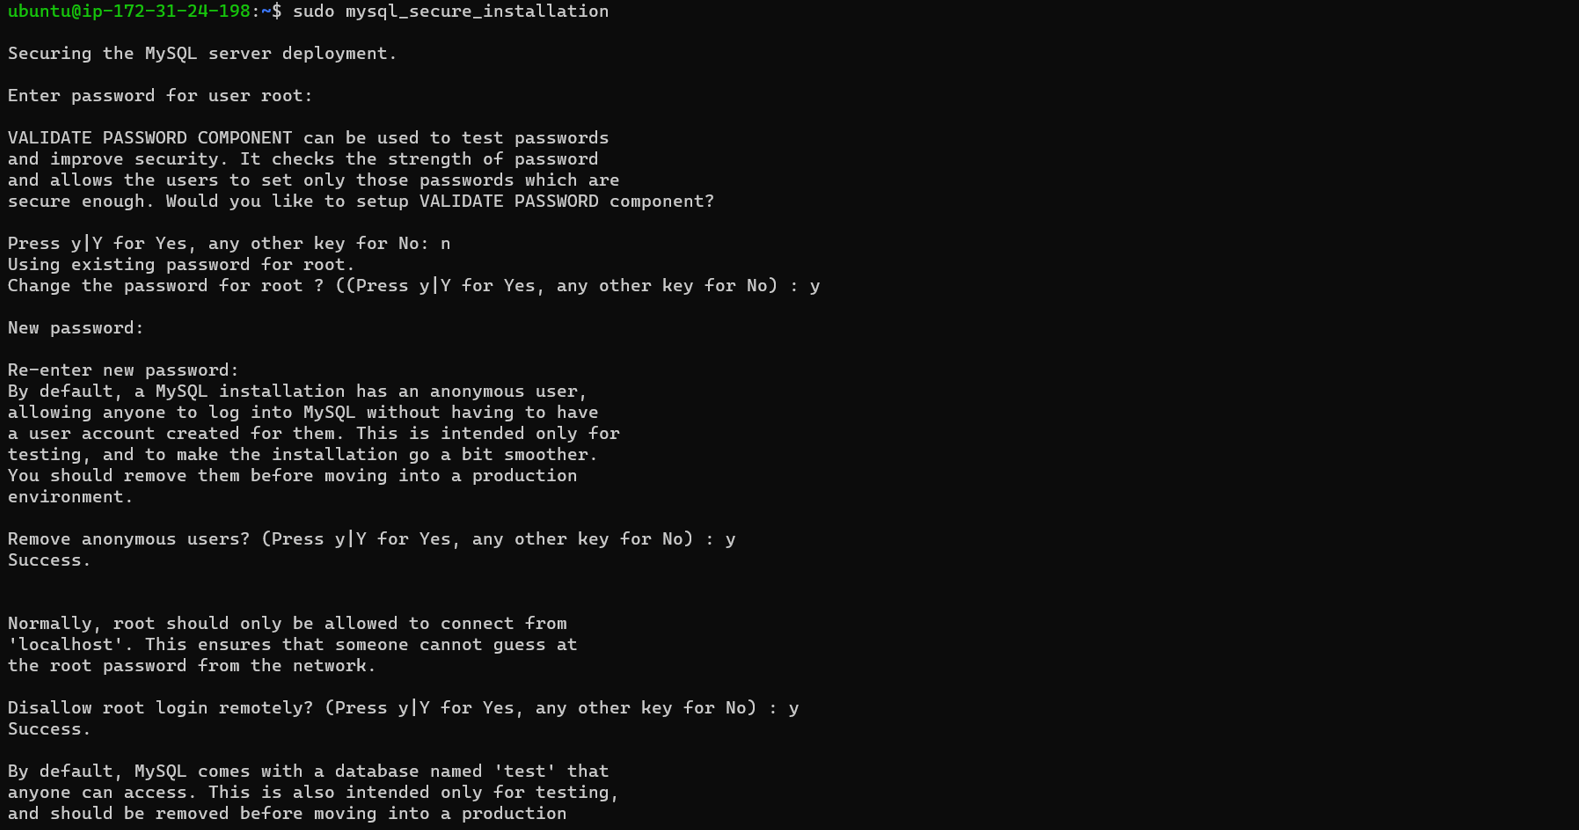 ubuntu@ip-172-31-24-198:~$ sudo mysql_secure_installation
Securing the MySQL server deployment.
Enter password for user root:
VALIDATE PASSWORD COMPONENT can be used to test passwords
and improve security. It checks the strength of password
and allows the users to set only those passwords which are
secure enough. Would you like to setup VALIDATE PASSWORD component?
Press y|Y for Yes, any other key for No: n
Using existing password for root.
Change the password for root ? ((Press y|Y for Yes, any other key for No) : y
New password:
Re-enter new password:
By default, a MySQL installation has an anonymous user,
allowing anyone to log into MySQL without having to have
a user account created for them. This is intended only for
testing, and to make the installation go a bit smoother.
You should remove them before moving into a production
environment.
Remove anonymous users? (Press y|Y for Yes, any other key for No) : y
Success.
Normally, root should only be allowed to connect from
'localhost'. This ensures that someone cannot guess at
the root password from the network.
Disallow root login remotely? (Press y|Y for Yes, any other key for No) : y
Success.
By default, MySQL comes with a database named 'test' that
anyone can access. This is also intended only for testing,
and should be removed before moving into a production